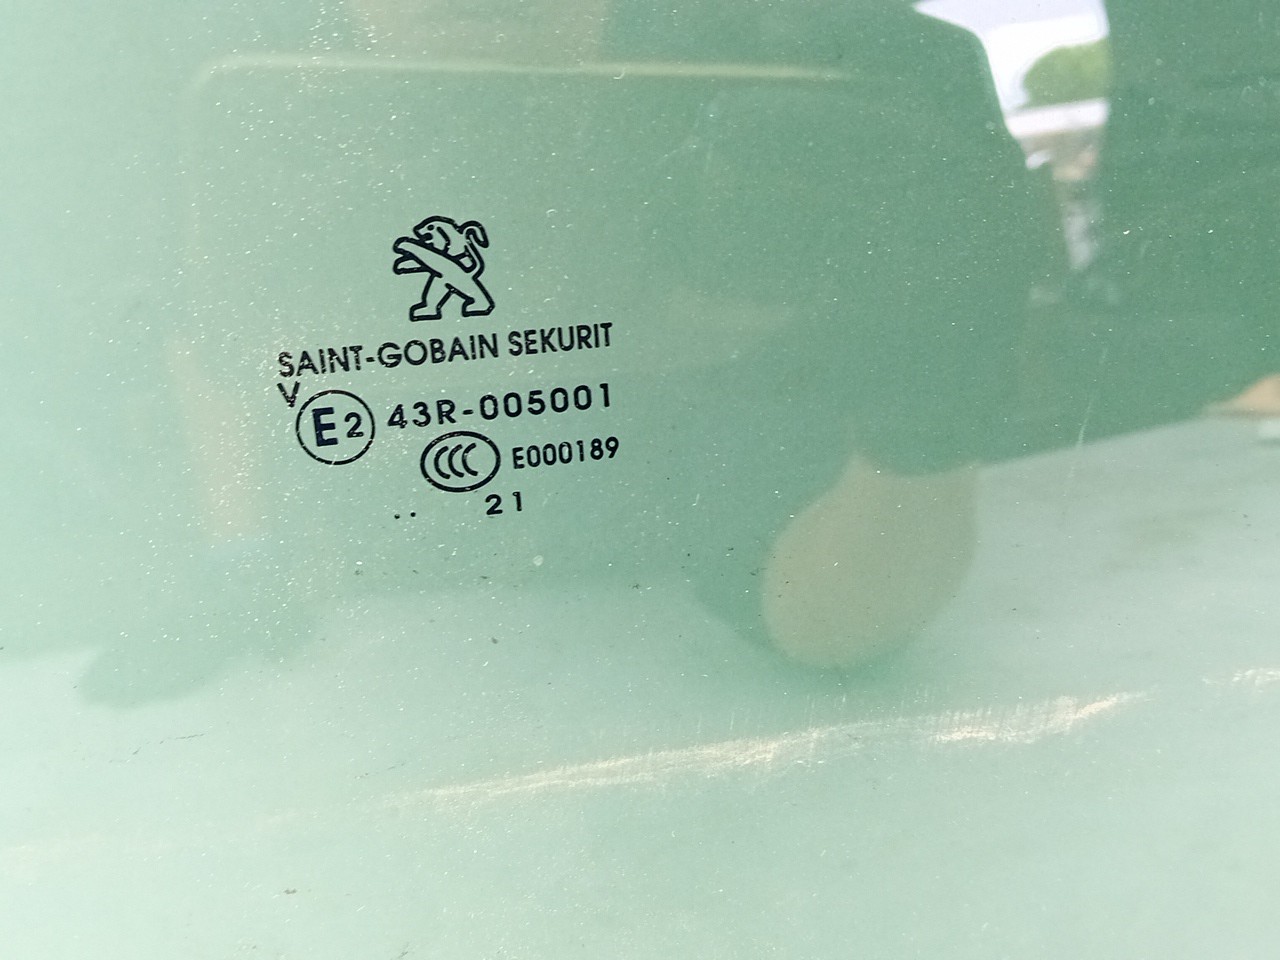 SAINT-GOBAIN SEKURIT
V
E2 43R-005001
CCC E000189
.. 21